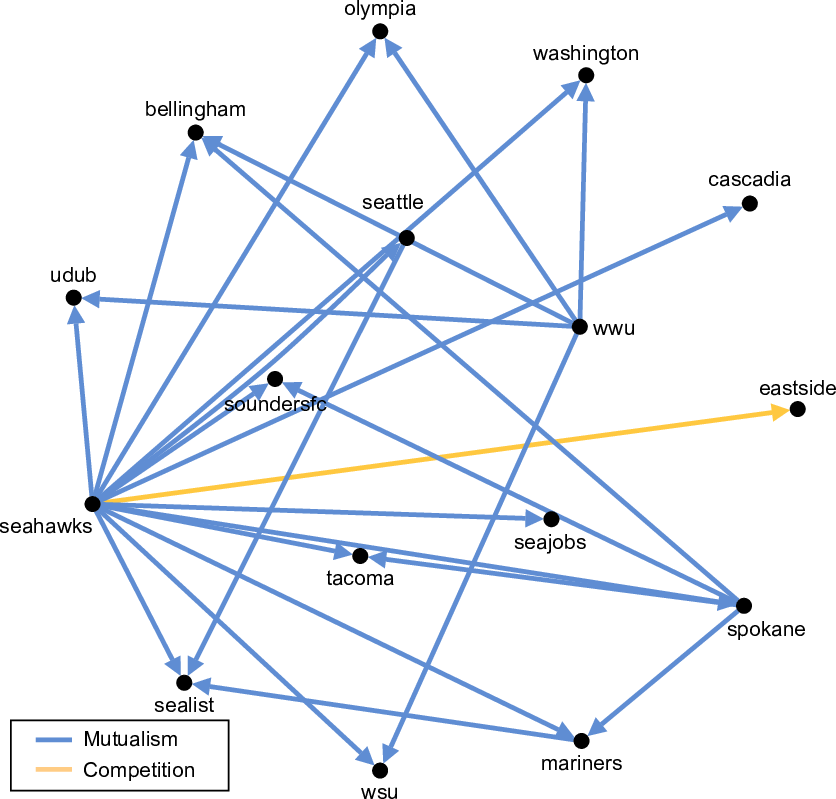 olympia
washington
bellingham
cascadia
seattle
udub
wwu
eastside
soundersfc
seahawks
seajobs
tacoma
spokane
sealist
Mutualism
mariners
Competition
wsu